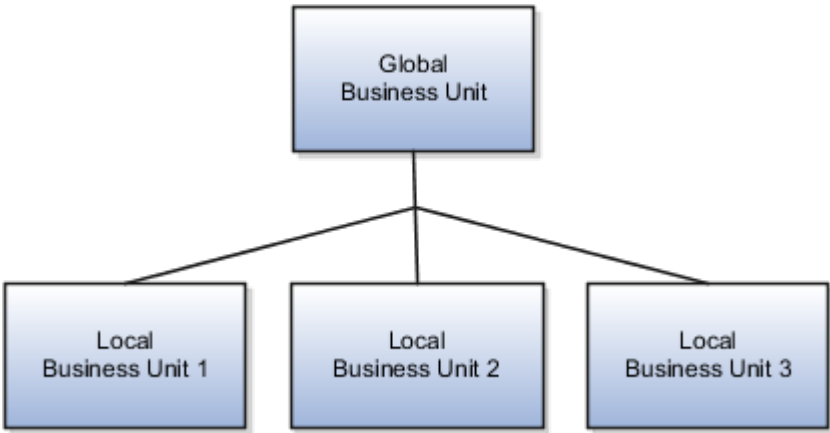 Global
Business Unit
Local
Business Unit 1
Local
Business Unit 2
Local
Business Unit 3